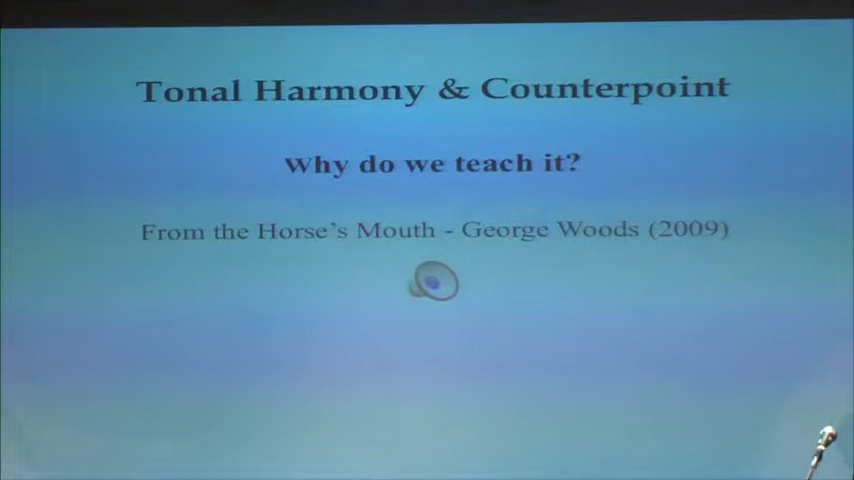 Tonal Harmony & Counterpoint
Why do we teach it?
From the Horse's Mouth - George Woods (2009)